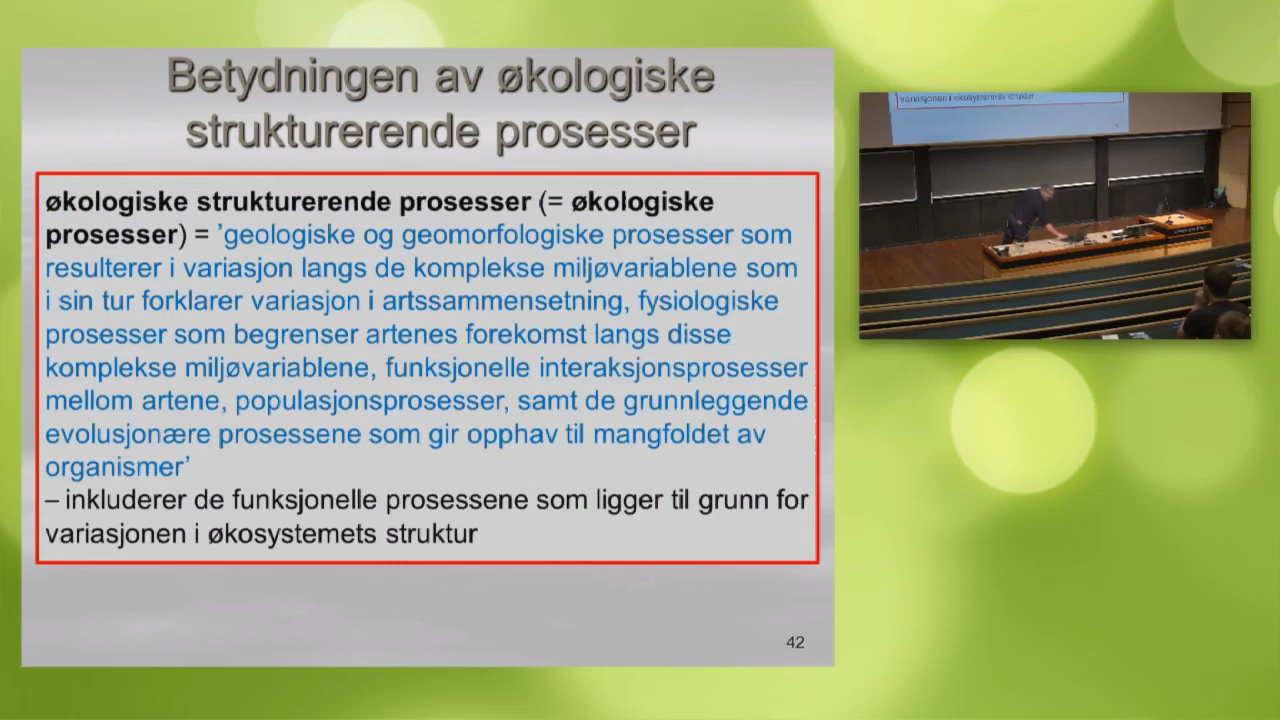 Betydningen av økologiske
strukturerende prosesser
økologiske strukturerende prosesser (= økologiske
prosesser) = ’geologiske og geomorfologiske prosesser som
resulterer i variasjon langs de komplekse miljøvariablene som
i sin tur forklarer variasjon i artssammensetning, fysiologiske
prosesser som begrenser artenes forekomst langs disse
komplekse miljøvariablene, funksjonelle interaksjonsprosesser
mellom artene, populasjonsprosesser, samt de grunnleggende
evolusjonære prosessene som gir opphav til mangfoldet av
organismer’
– inkluderer de funksjonelle prosessene som ligger til grunn for
variasjonen i økosystemets struktur
42
variasjonen i økosystemets struktur